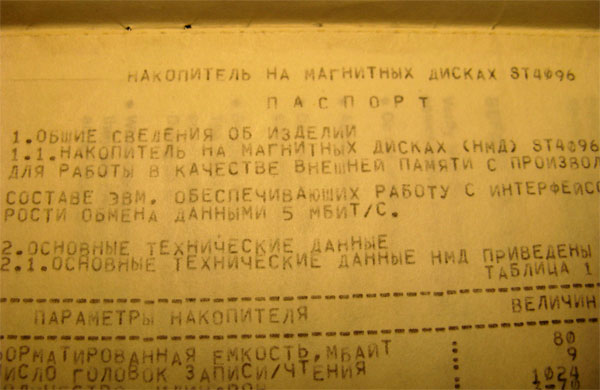 НАКОПИТЕЛЬ НА МАГНИТНЫХ ДИСКАХ ST4096
ПАСПОРТ
1.ОБЩИЕ СВЕДЕНИЯ ОБ ИЗДЕЛИИ
1.1.НАКОПИТЕЛЬ НА МАГНИТНЫХ ДИСКАХ (НМД) ST4096
ДЛЯ РАБОТЫ В КАЧЕСТВЕ ВНЕШНЕЙ ПАМЯТИ С ПРОИЗВОЛ
СОСТАВЕ ЭВМ. ОБЕСПЕЧИВАЮЩИХ РАБОТУ С ИНТЕРФЕЙСО
РОСТИ ОБМЕНА ДАННЫМИ 5 МБИТ/С.
2.ОСНОВНЫЕ ТЕХНИЧЕСКИЕ ДАННЫЕ
2.1.ОСНОВНЫЕ ТЕХНИЧЕСКИЕ ДАННЫЕ НМД ПРИВЕДЕНЫ
ТАБЛИЦА 1
ПАРАМЕТРЫ НАКОПИТЕЛЯ ВЕЛИЧИН
ФОРМАТИРОВАННАЯ ЕМКОСТЬ,МБАЙТ : 80
ЧИСЛО ГОЛОВОК ЗАПИСИ/ЧТЕНИЯ : 9
1024